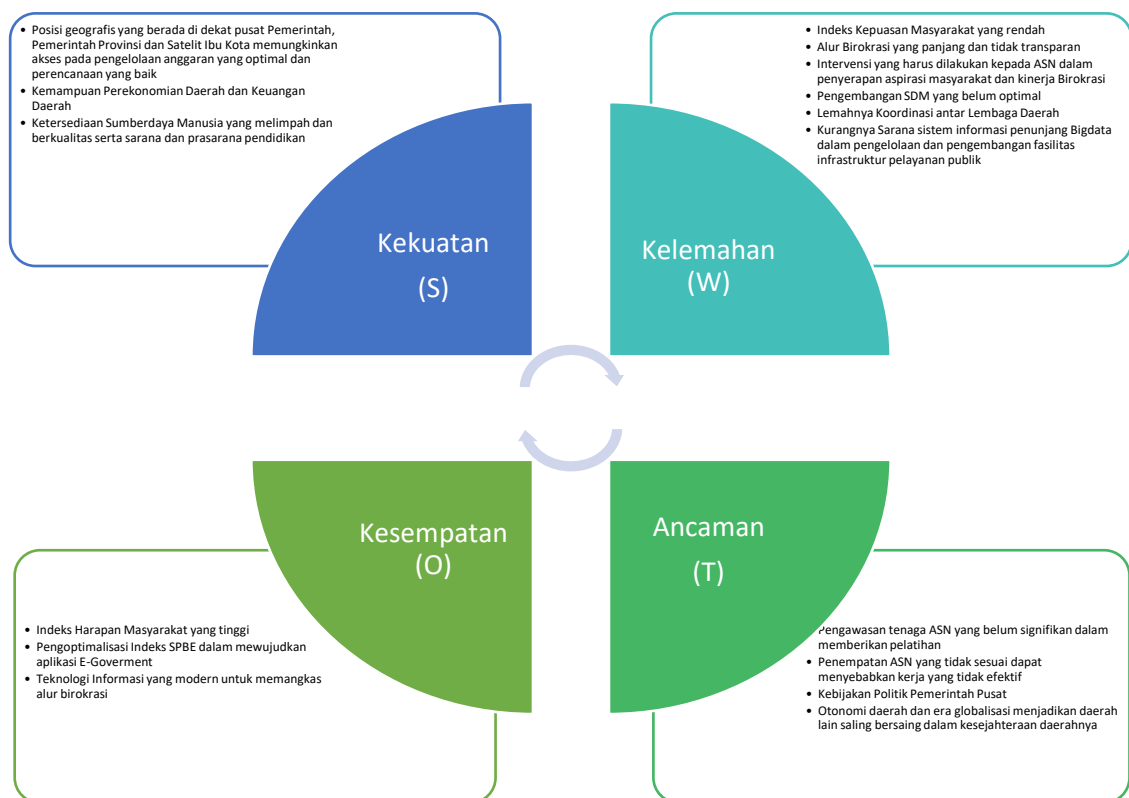 • Posisi geografis yang berada di dekat pusat Pemerintah,
Pemerintah Provinsi dan Satelit Ibu Kota memungkinkan
akses pada pengelolaan anggaran yang optimal dan
perencanaan yang baik
• Kemampuan Perekonomian Daerah dan Keuangan
Daerah
• Ketersediaan Sumberdaya Manusia yang melimpah dan
berkualitas serta sarana dan prasarana pendidikan
• Indeks Kepuasan Masyarakat yang rendah
• Alur Birokrasi yang panjang dan tidak transparan
• Intervensi yang harus dilakukan kepada ASN dalam
penyerapan aspirasi masyarakat dan kinerja Birokrasi
• Pengembangan SDM yang belum optimal
• Lemahnya Koordinasi antar Lembaga Daerah
• Kurangnya Sarana sistem informasi penunjang Bigdata
dalam pengelolaan dan pengembangan fasilitas
infrastruktur pelayanan publik
Kekuatan
(S)
Kelemahan
(W)
Kesempatan
(O)
Ancaman
(T)
• Indeks Harapan Masyarakat yang tinggi
• Pengoptimalisasi Indeks SPBE dalam mewujudkan
aplikasi E-Goverment
• Teknologi Informasi yang modern untuk memangkas
alur birokrasi
Pengawasan tenaga ASN yang belum signifikan dalam
memberikan pelatihan
• Penempatan ASN yang tidak sesuai dapat
menyebabkan kerja yang tidak efektif
• Kebijakan Politik Pemerintah Pusat
• Otonomi daerah dan era globalisasi menjadikan daerah
lain saling bersaing dalam kesejahteraan daerahnya